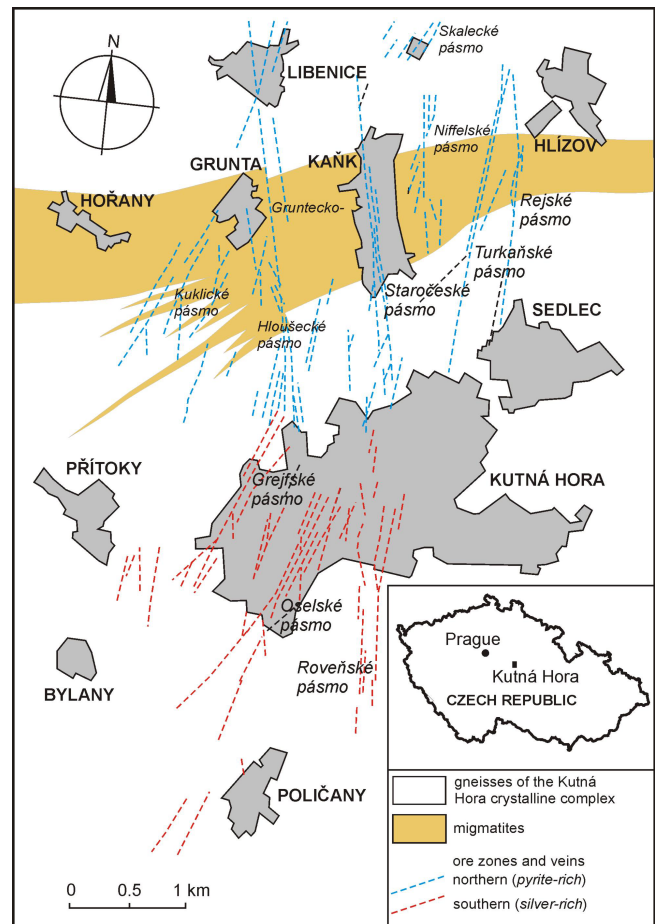 N
Skalecké
pásmo
LIBENICE
Niffelské
pásmo
HLÍZOV
GRUNTA
KAŇK
HOŘANY
Gruntecko-
Rejské
pásmo
Turkaňské
pásmo
Kuklické
pásmo
Staročeské
pásmo
SEDLEC
Hloušecké
pásmo
PŘÍTOKY
Grejfské
pásmo
KUTNÁ HORA
Oselské
pásmo
Roveňské
pásmo
BYLANY
POLIČANY
Prague
Kutná Hora
CZECH REPUBLIC
gneisses of the Kutná
Hora crystalline complex
migmatites
ore zones and veins
northern (pyrite-rich)
southern (silver-rich)
0 0.5 1 km